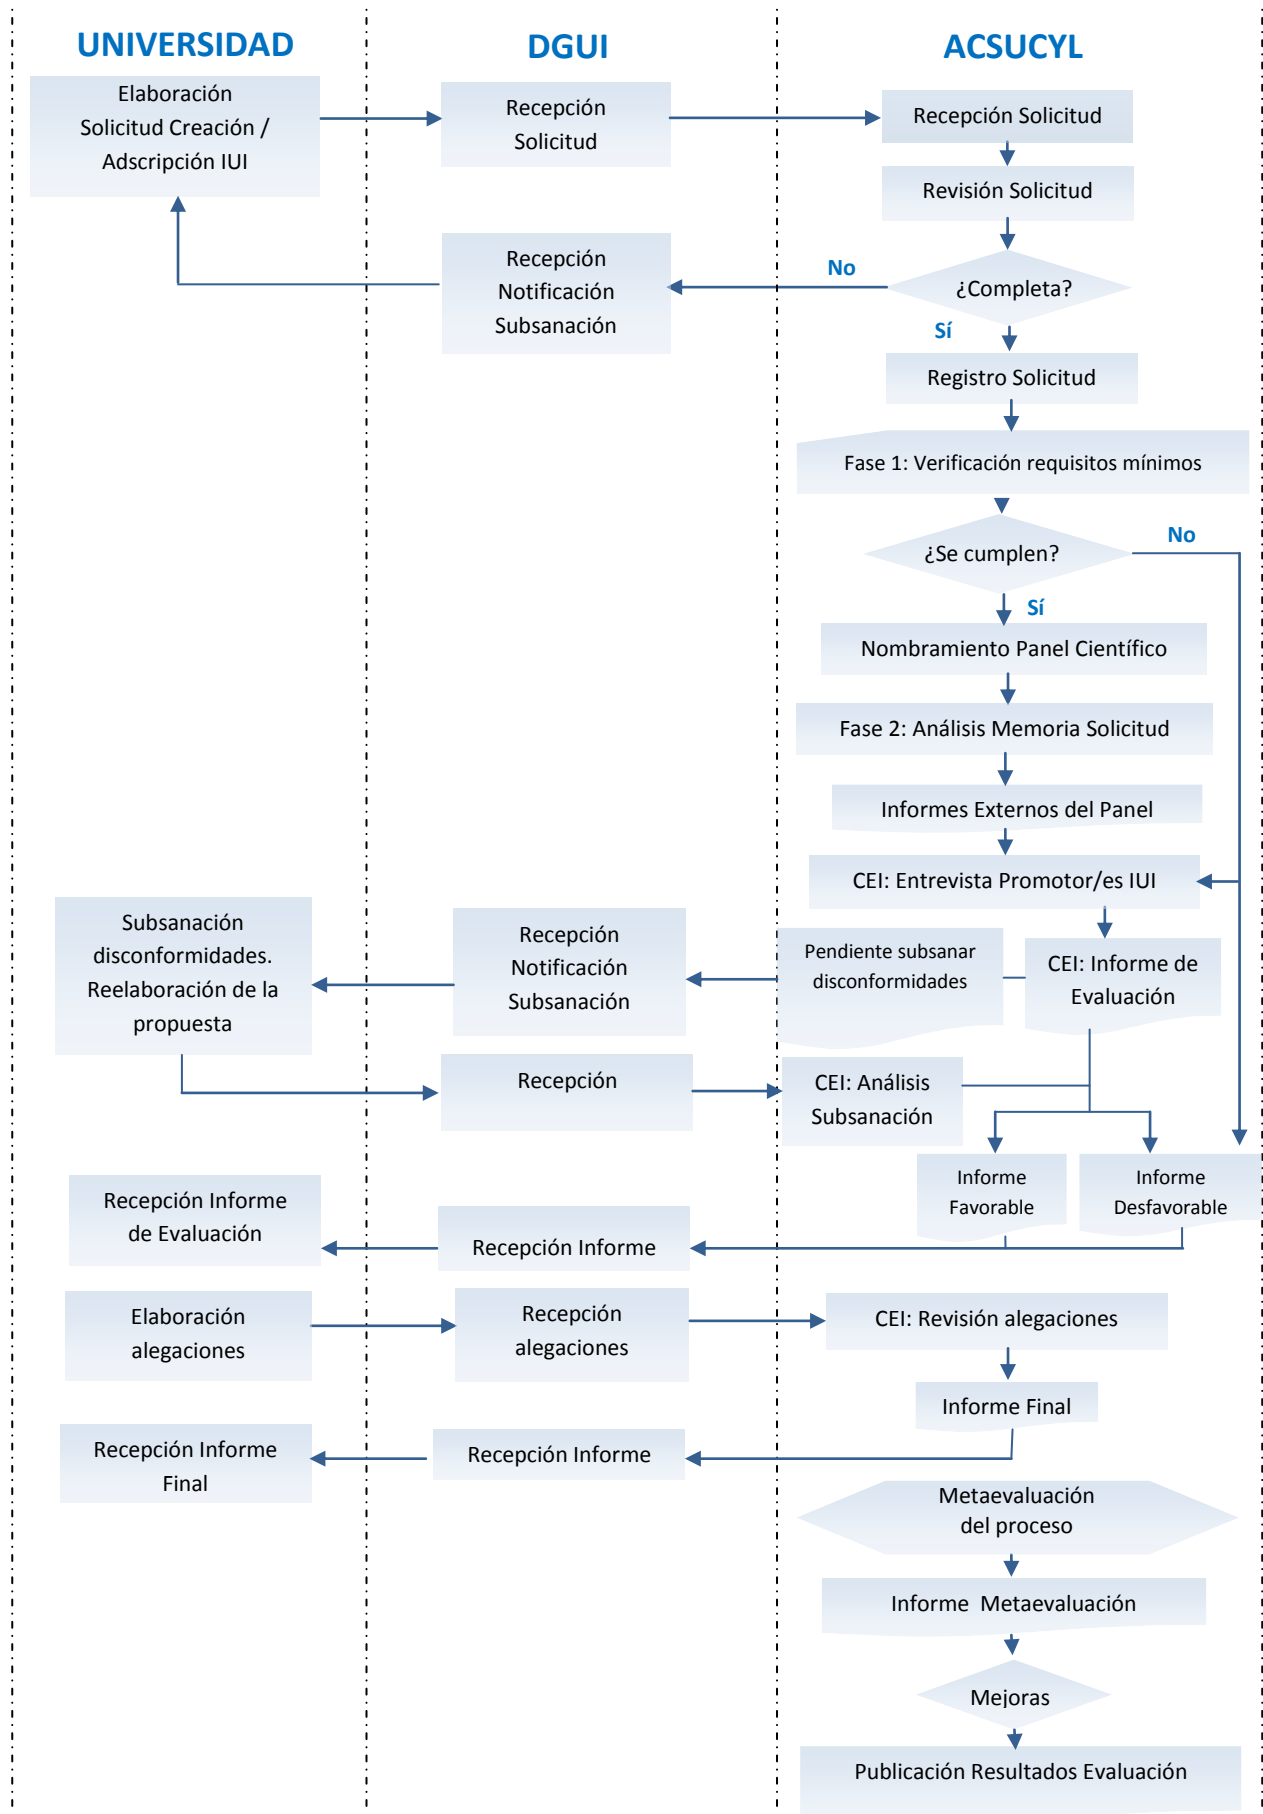 UNIVERSIDAD
DGUI
ACSUCYL
Elaboración
Solicitud Creación /
Adscripción IUI
Recepción
Solicitud
Recepción Solicitud
Revisión Solicitud
Recepción
Notificación
Subsanación
No
¿Completa?
Sí
Registro Solicitud
Fase 1: Verificación requisitos mínimos
¿Se cumplen?
No
Sí
Nombramiento Panel Científico
Fase 2: Análisis Memoria Solicitud
Informes Externos del Panel
CEI: Entrevista Promotor/es IUI
Subsanación
disconformidades.
Reelaboración de la
propuesta
Recepción
Notificación
Subsanación
Pendiente subsanar
disconformidades
CEI: Informe de
Evaluación
Recepción
CEI: Análisis
Subsanación
Informe
Favorable
Informe
Desfavorable
Recepción Informe
de Evaluación
Recepción Informe
Elaboración
alegaciones
Recepción
alegaciones
CEI: Revisión alegaciones
Informe Final
Recepción Informe
Final
Recepción Informe
Metaevaluación
del proceso
Informe  Metaevaluación
Mejoras
Publicación Resultados Evaluación